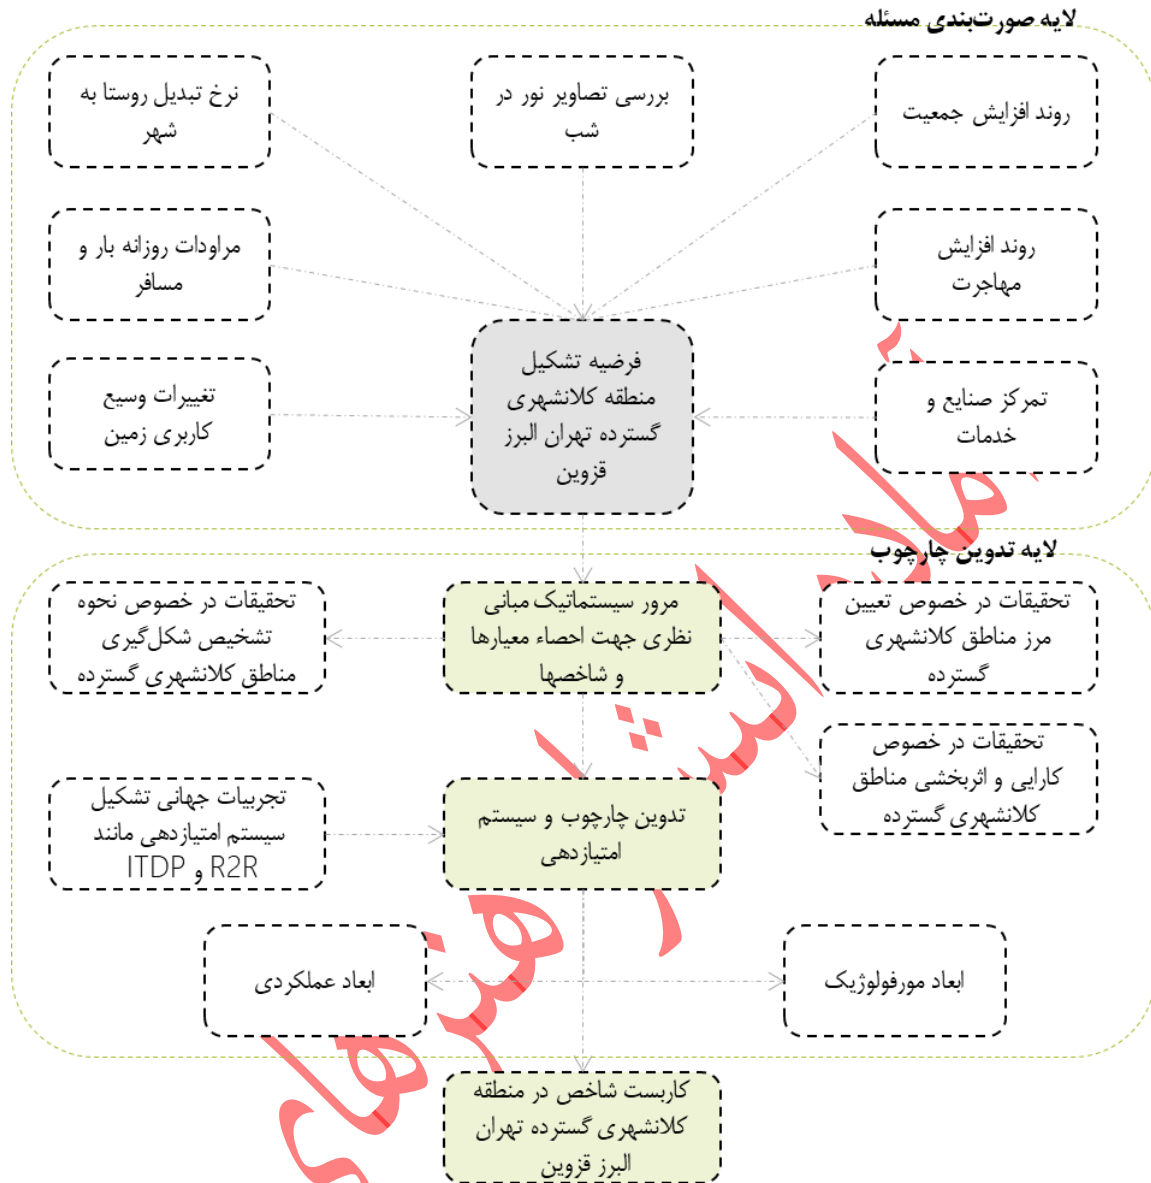 لایه صورت‌بندی مسئله
روند افزایش جمعیت
بررسی تصاویر نور در
شب
نرخ تبدیل روستا به
شهر
روند افزایش
مهاجرت
مراودات روزانه بار و
مسافر
فرضیه تشکیل
منطقه کلانشهری
گسترده تهران البرز
قزوین
تمرکز صنایع و
خدمات
تغییرات وسیع
کاربری زمین
لایه تدوین چارچوب
تحقیقات در خصوص تعیین
مرز مناطق کلانشهری
گسترده
مرور سیستماتیک مبانی
نظری جهت احصاء معیارها
و شاخصها
تحقیقات در خصوص نحوه
تشخیص شکل‌گیری
مناطق کلانشهری گسترده
تحقیقات در خصوص
کارایی و اثربخشی مناطق
کلانشهری گسترده
تدوین چارچوب و سیستم
امتیازدهی
تجربیات جهانی تشکیل
سیستم امتیازدهی مانند
R2R و ITDP
ابعاد مورفولوژیک
ابعاد عملکردی
کاربست شاخص در منطقه
کلانشهری گسترده تهران
البرز قزوین